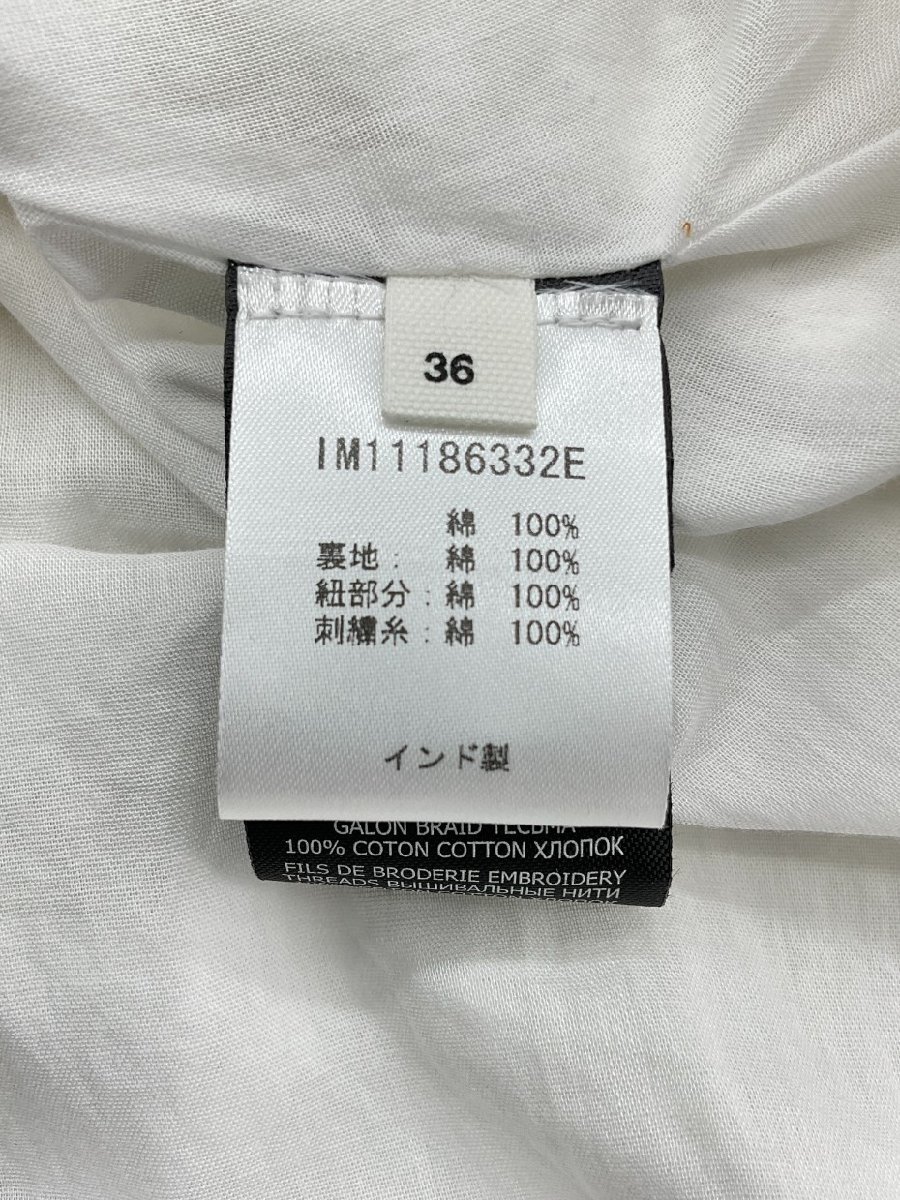 36
IM11186332E
綿 100%
裏地: 綿 100%
紐部分: 綿 100%
刺繍糸: 綿 100%
インド製
GALON BRAID ТЕСЬМА
100% COTON COTTON ХЛОПОК
FILS DE BRODERIE EMBROIDERY
THREADS ВЫШИВАЛЬНЫЕ НИТИ